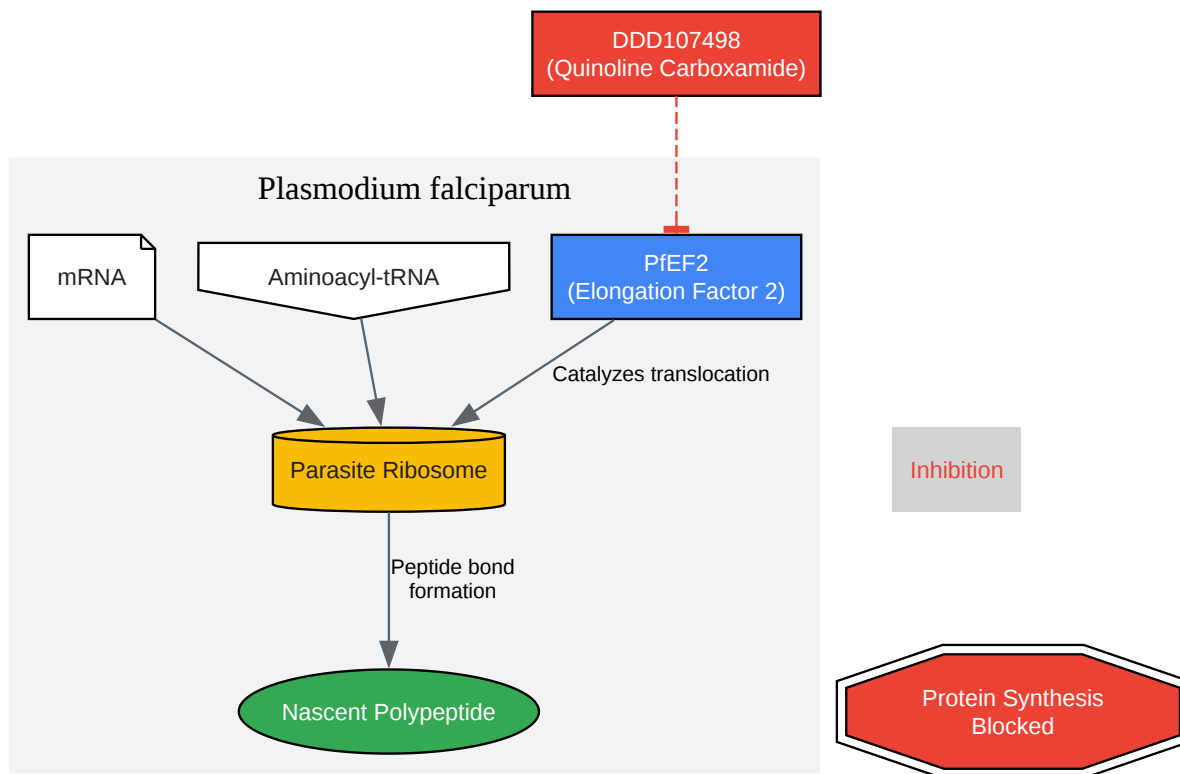 DDD107498
(Quinoline Carboxamide)
Plasmodium falciparum
mRNA
Aminoacyl-tRNA
PfEF2
(Elongation Factor 2)
Catalyzes translocation
Parasite Ribosome
Inhibition
Peptide bond
formation
Nascent Polypeptide
Protein Synthesis
Blocked